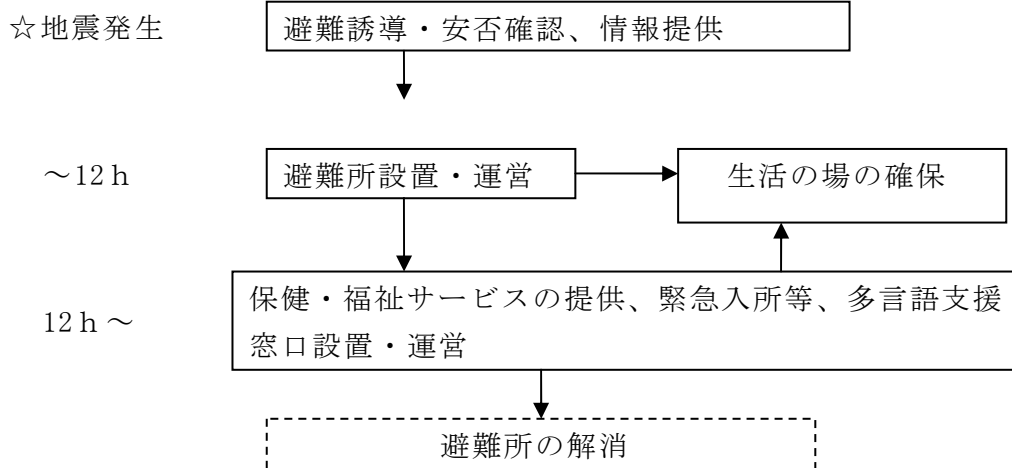 ☆地震発生
避難誘導・安否確認、情報提供
~12h
避難所設置・運営
生活の場の確保
12h~
保健・福祉サービスの提供、緊急入所等、多言語支援
窓口設置・運営
避難所の解消